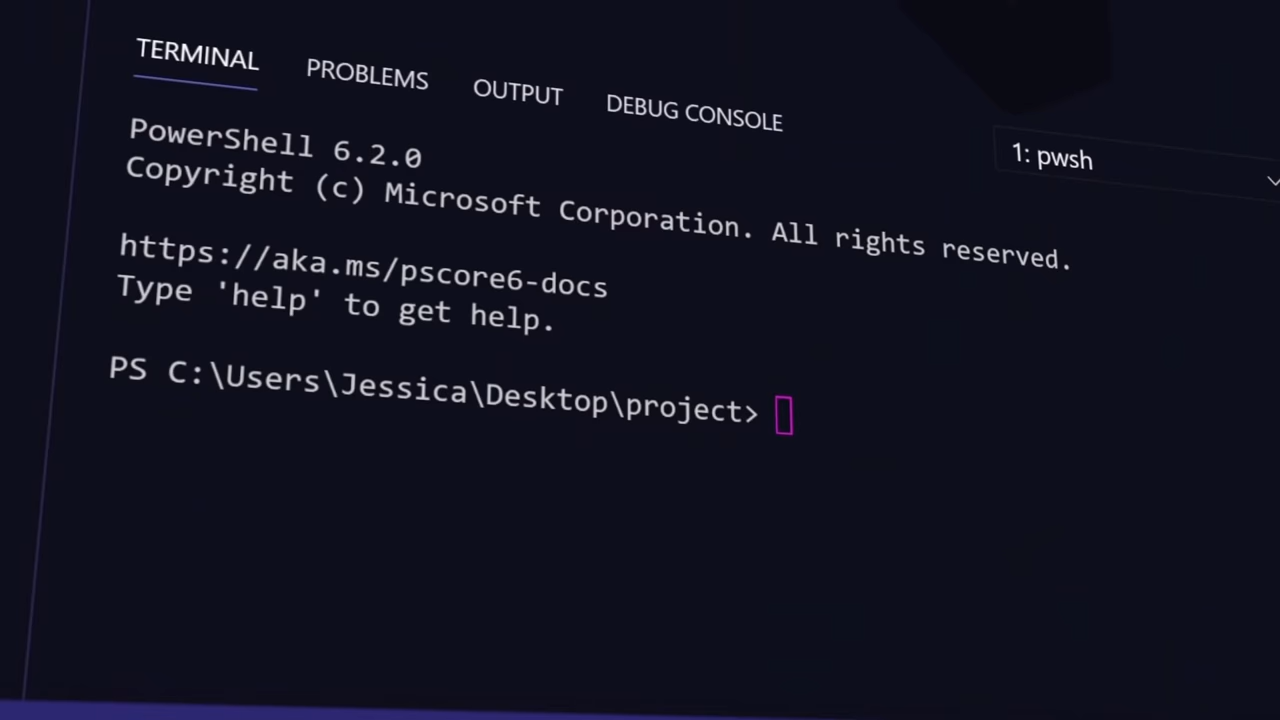 TERMINAL PROBLEMS OUTPUT DEBUG CONSOLE
1: pwsh
PowerShell 6.2.0
Copyright (c) Microsoft Corporation. All rights reserved.
https://aka.ms/pscore6-docs
Type 'help' to get help.
PS C:\Users\Jessica\Desktop\project>